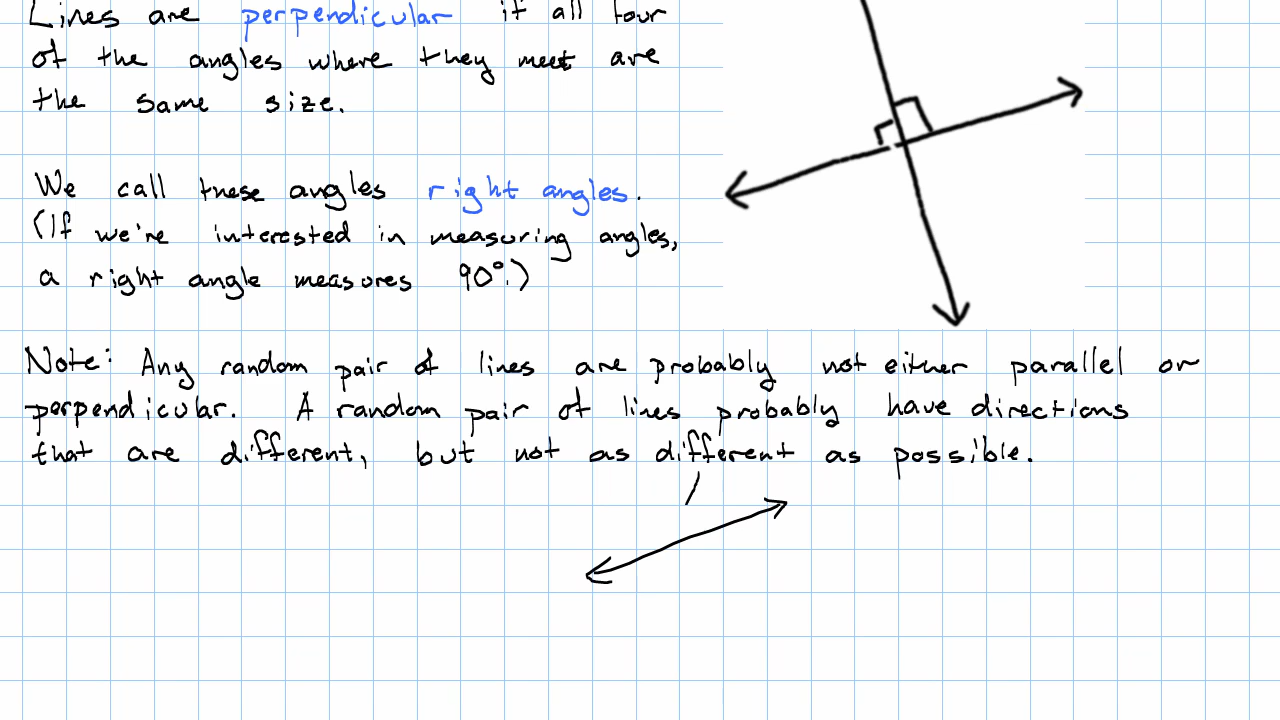 Lines are perpendicular if all four
of the angles where they meet are
the same size.
We call these angles right angles.
(If we're interested in measuring angles,
a right angle measures 90°.)
Note: Any random pair of lines are probably not either parallel or
perpendicular. A random pair of lines probably have directions
that are different, but not as different as possible.